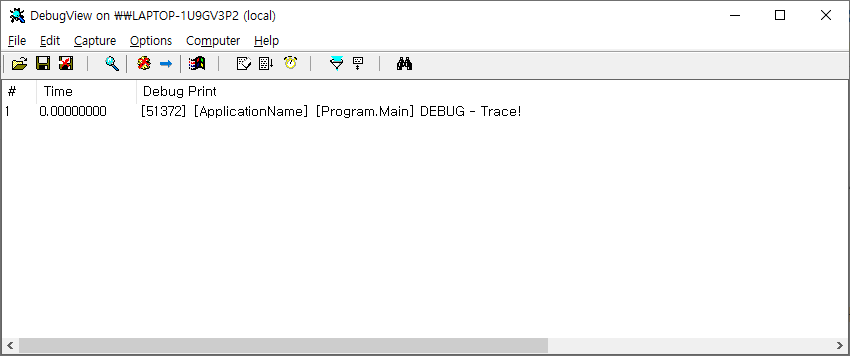 DebugView on ₩₩LAPTOP-1U9GV3P2 (local)
File Edit Capture Options Computer Help
# Time Debug Print
1 0.00000000 [51372] [ApplicationName] [Program.Main] DEBUG - Trace!